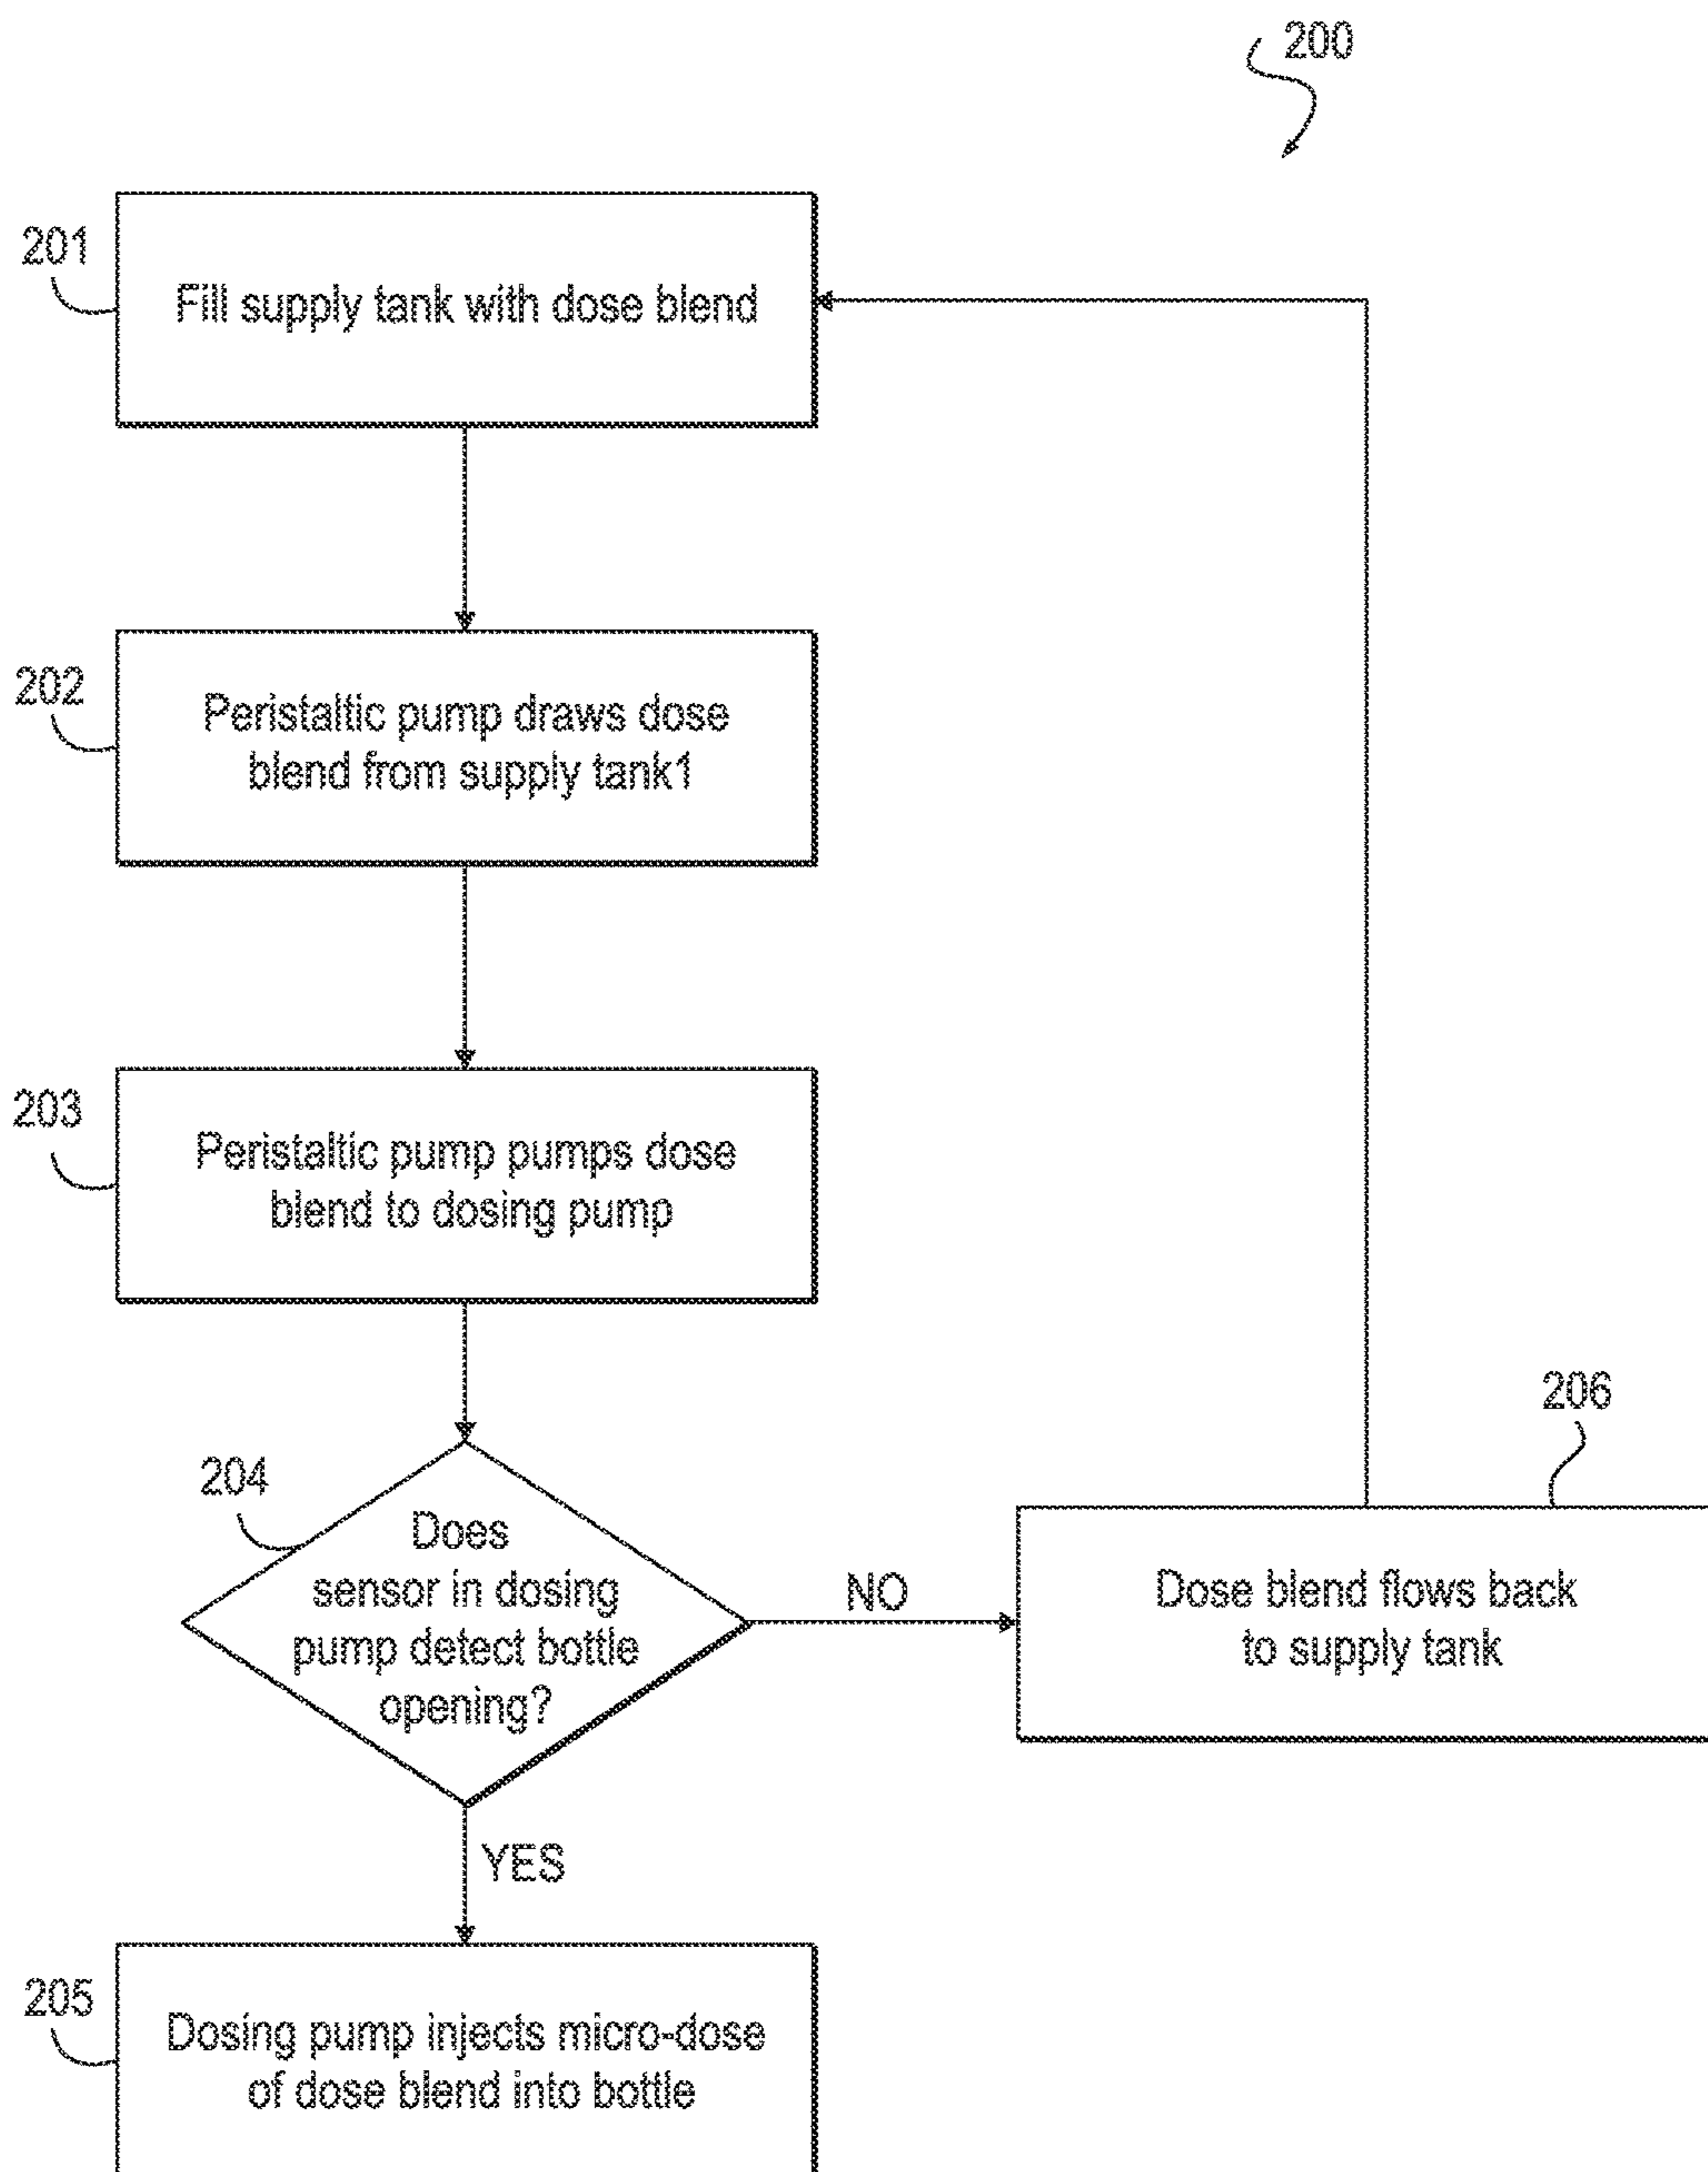 200
201
Fill supply tank with dose blend
202
Peristaltic pump draws dose
blend from supply tank1
203
Peristaltic pump pumps dose
blend to dosing pump
204
Does
sensor in dosing
pump detect bottle
opening?
NO
206
Dose blend flows back
to supply tank
YES
205
Dosing pump injects micro-dose
of dose blend into bottle